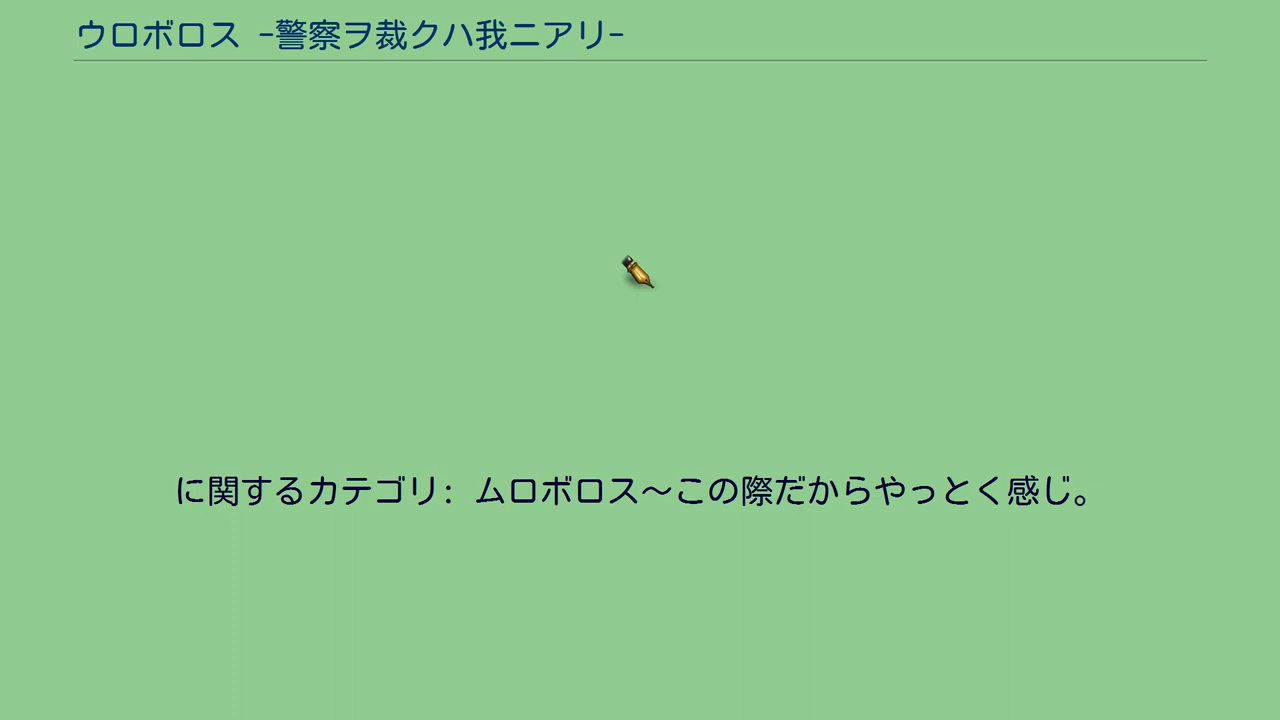 ウロボロス -警察ヲ裁クハ我ニアリ-
に関するカテゴリ: ムロボロス〜この際だからやっとく感じ。